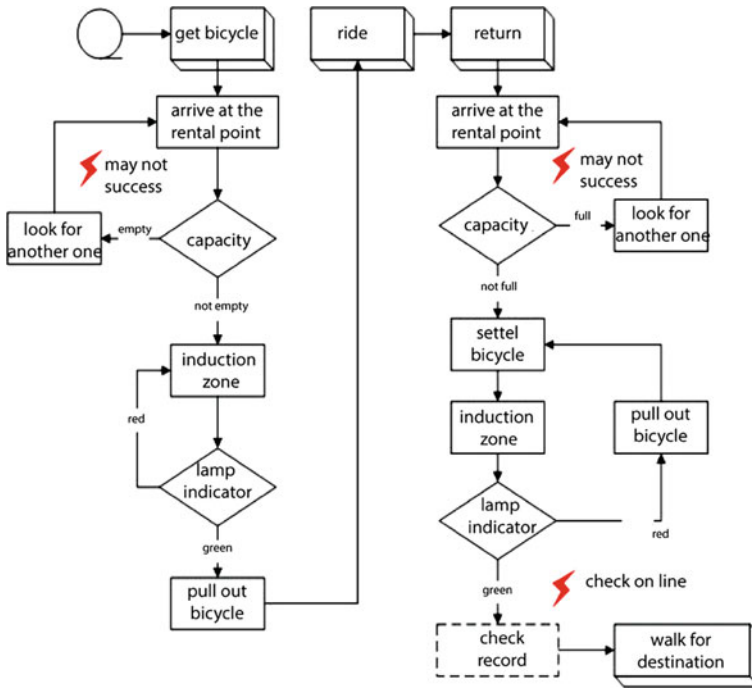 get bicycle
arrive at the
rental point
may not
success
look for
another one
empty
capacity
not empty
induction
zone
red
lamp
indicator
green
pull out
bicycle
ride
return
arrive at the
rental point
may not
success
capacity
full
look for
another one
not full
settel
bicycle
induction
zone
pull out
bicycle
lamp
indicator
red
green
check on line
check
record
walk for
destination